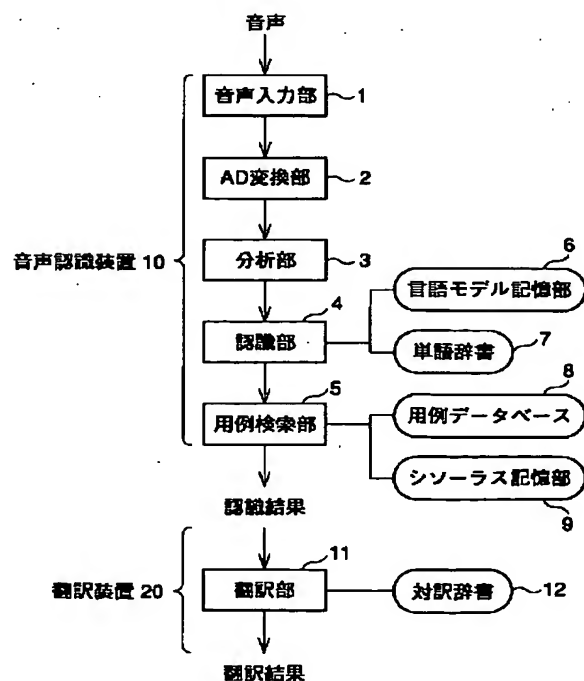 音声
音声入力部 1
AD変換部 2
音声認識装置 10
分析部 3
6
言語モデル記憶部
4
認識部
7
単語辞書
5
用例検索部
8
用例データベース
シソーラス記憶部
9
認識結果
翻訳装置 20
11
翻訳部
対訳辞書 12
翻訳結果